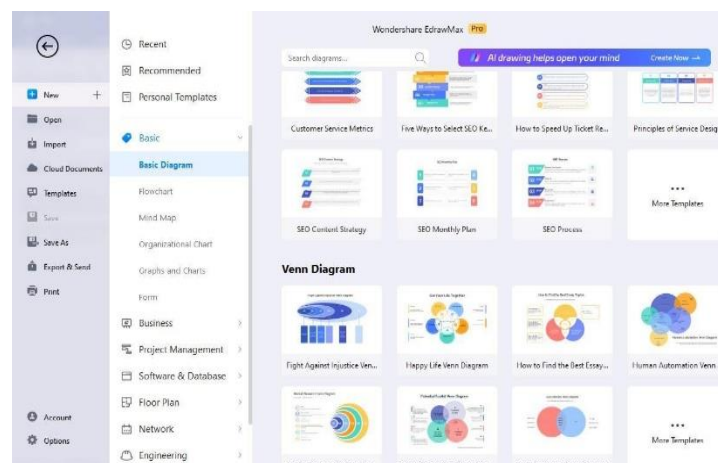 Wondershare EdrawMax Pro
Search diagrams...
AI drawing helps open your mind
Create Now →
New +
Open
Import
Cloud Documents
Templates
Save
Save As
Export & Send
Print
Account
Options
Recent
Recommended
Personal Templates
Basic
Basic Diagram
Flowchart
Mind Map
Organizational Chart
Graphs and Charts
Form
Business
Project Management
Software & Database
Floor Plan
Network
Engineering
Customer Service Metrics
Five Ways to Select SEO Ke...
How to Speed Up Ticket Re...
Principles of Service Desig
SEO Content Strategy
SEO Monthly Plan
SEO Process
More Templates
Venn Diagram
Fight Against Injustice Ven...
Happy Life Venn Diagram
How to Find the Best Essay...
Human Automation Venn
More Templates